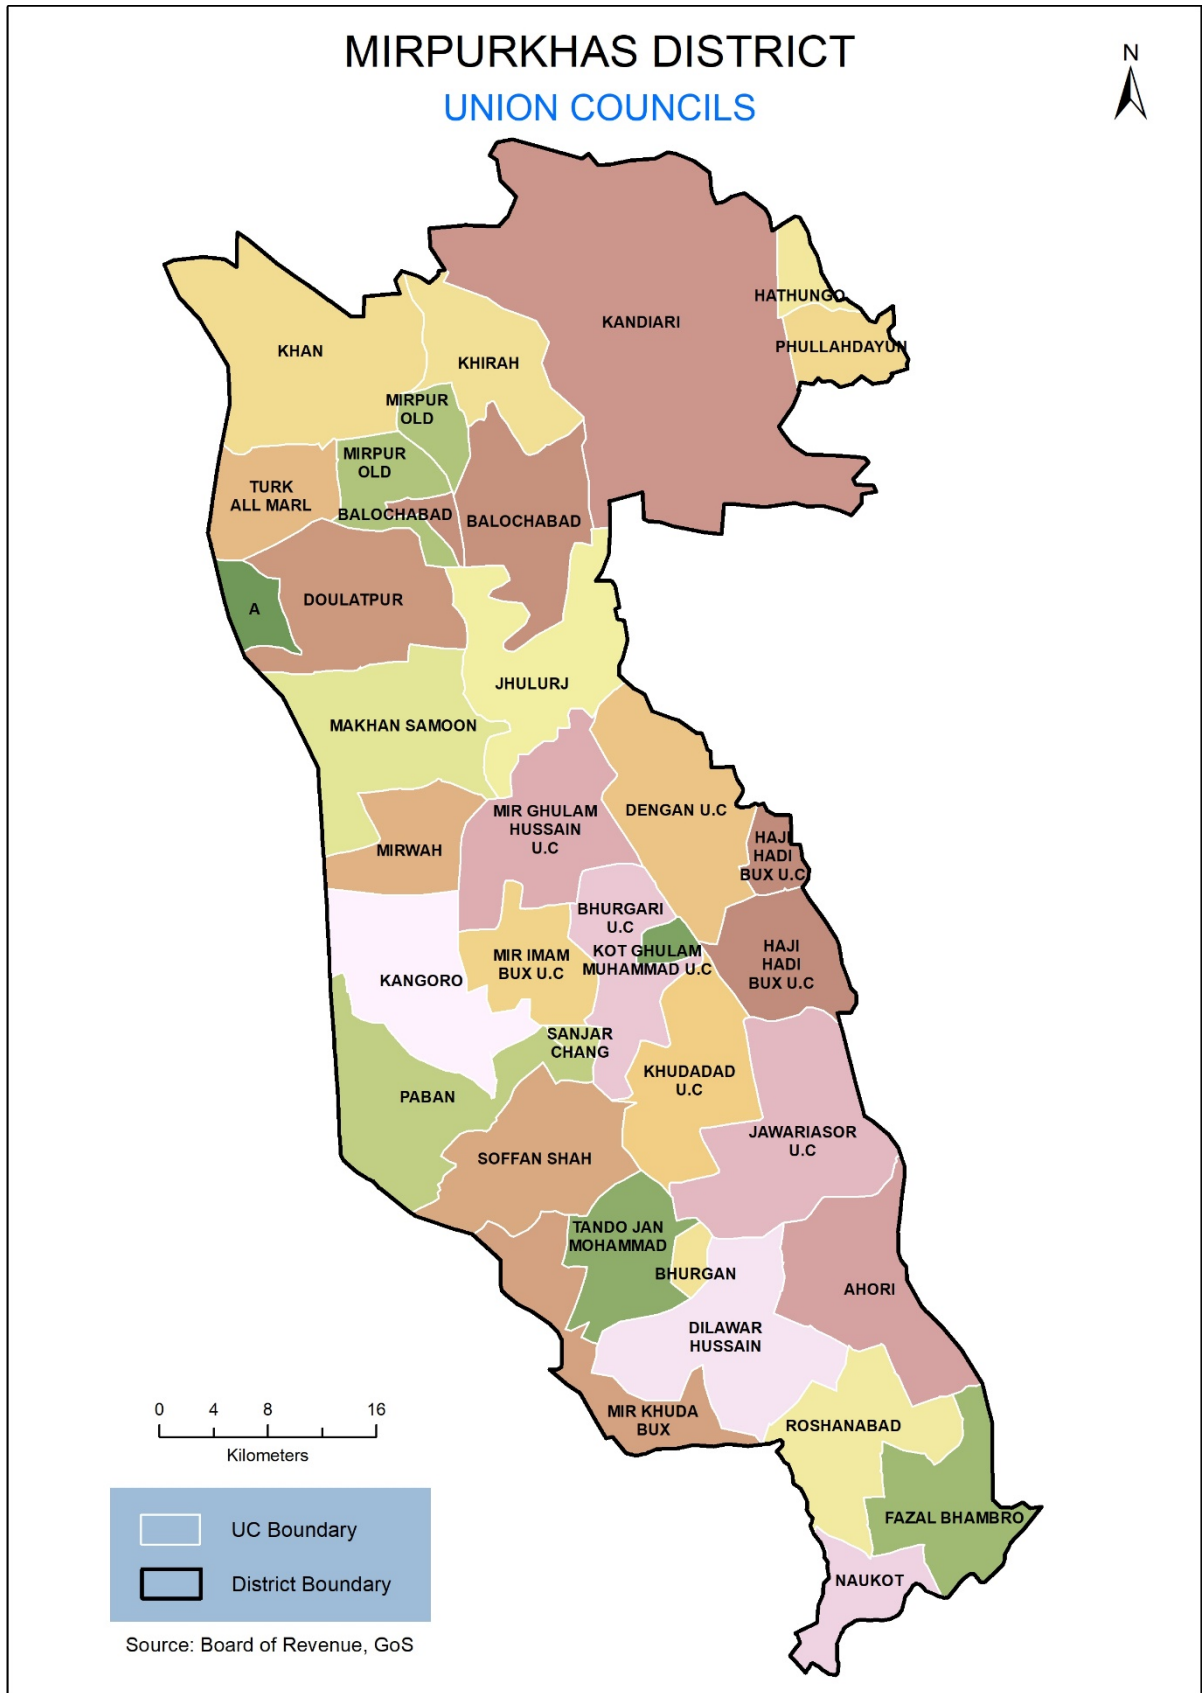 MIRPURKHAS DISTRICT
UNION COUNCILS
N
KANDIARI
HATHUNGO
PHULLAHDAYUN
KHAN
KHIRAH
MIRPUR
OLD
MIRPUR
OLD
TURK
ALL MARL
BALOCHABAD
BALOCHABAD
A
DOULATPUR
JHULURJ
MAKHAN SAMOON
MIR GHULAM
HUSSAIN
U.C
DENGAN U.C
HAJI
HADI
BUX U.C
MIRWAH
BHURGARI
U.C
KOT GHULAM
MUHAMMAD U.C
HAJI
HADI
BUX U.C
MIR IMAM
BUX U.C
KANGORO
SANJAR
CHANG
KHUDADAD
U.C
PABAN
JAWARIASOR
U.C
SOFFAN SHAH
TANDO JAN
MOHAMMAD
BHURGAN
AHORI
DILAWAR
HUSSAIN
MIR KHUDA
BUX
ROSHANABAD
FAZAL BHAMBRO
NAUKOT
0 4 8 16
Kilometers
UC Boundary
District Boundary
Source: Board of Revenue, GoS